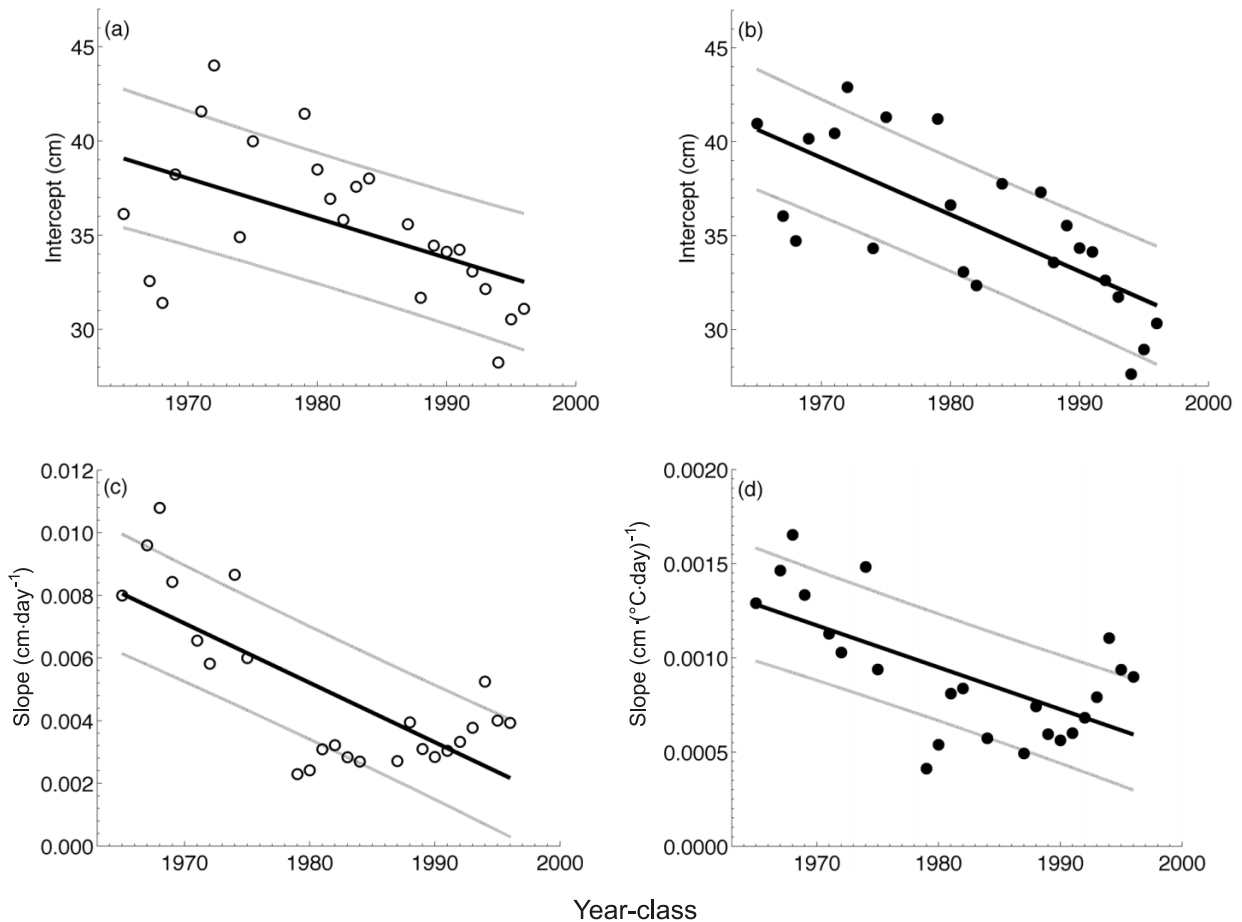 (a)
45
40
35
30
Intercept (cm)
1970 1980 1990 2000
(b)
45
40
35
30
Intercept (cm)
1970 1980 1990 2000
(c)
0.012
0.010
0.008
0.006
0.004
0.002
0.000
Slope (cm·day⁻¹)
1970 1980 1990 2000
(d)
0.0020
0.0015
0.0010
0.0005
0.0000
Slope (cm·(°C·day)⁻¹)
1970 1980 1990 2000
Year-class